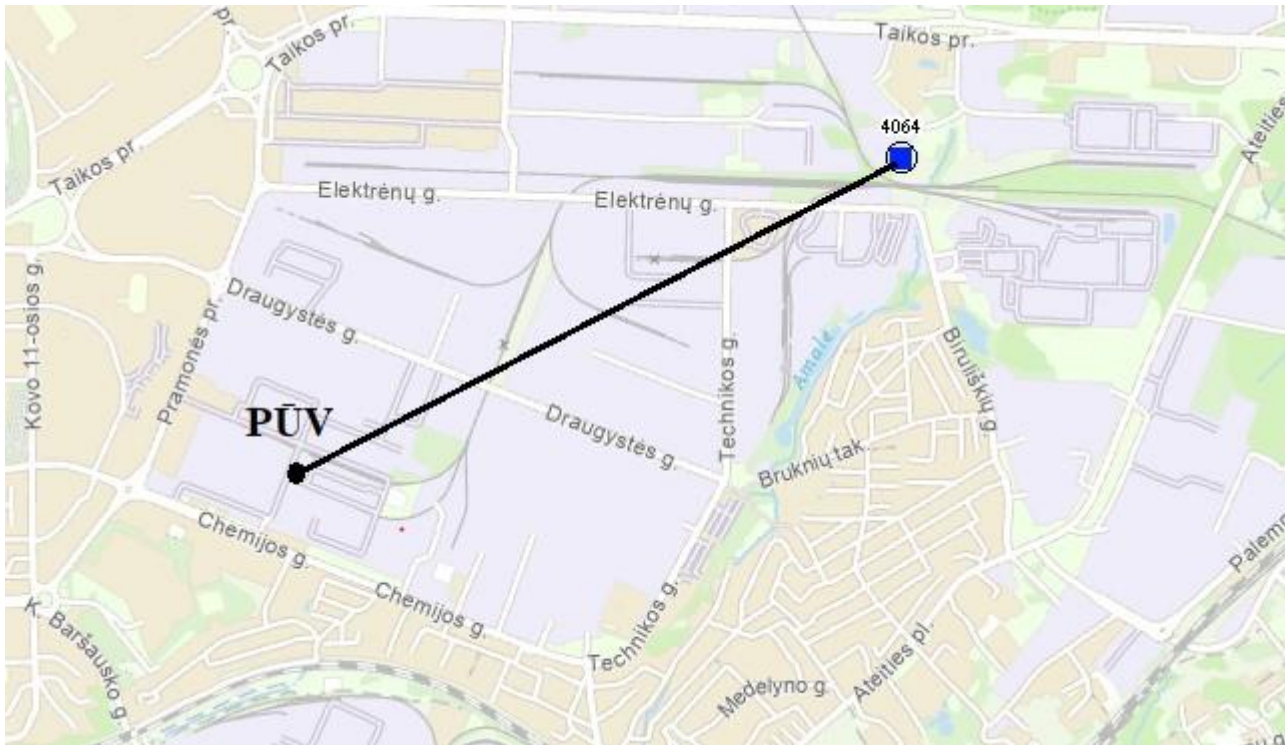 pr.
Taikos pr.
Taikos pr.
4064
Ateities
Taikos pr.
Elektrėnų g.
Elektrėnų g.
Kovo 11-osios g.
Pramonės pr.
Draugystės g.
Technikos g.
Amalė
Biruliškių g.
PŪV
Draugystės g.
Bruknių tak.
Chemijos g.
Chemijos g.
Technikos g.
K. Baršausko g.
Medelyno g.
Ateities pl.
Palemo